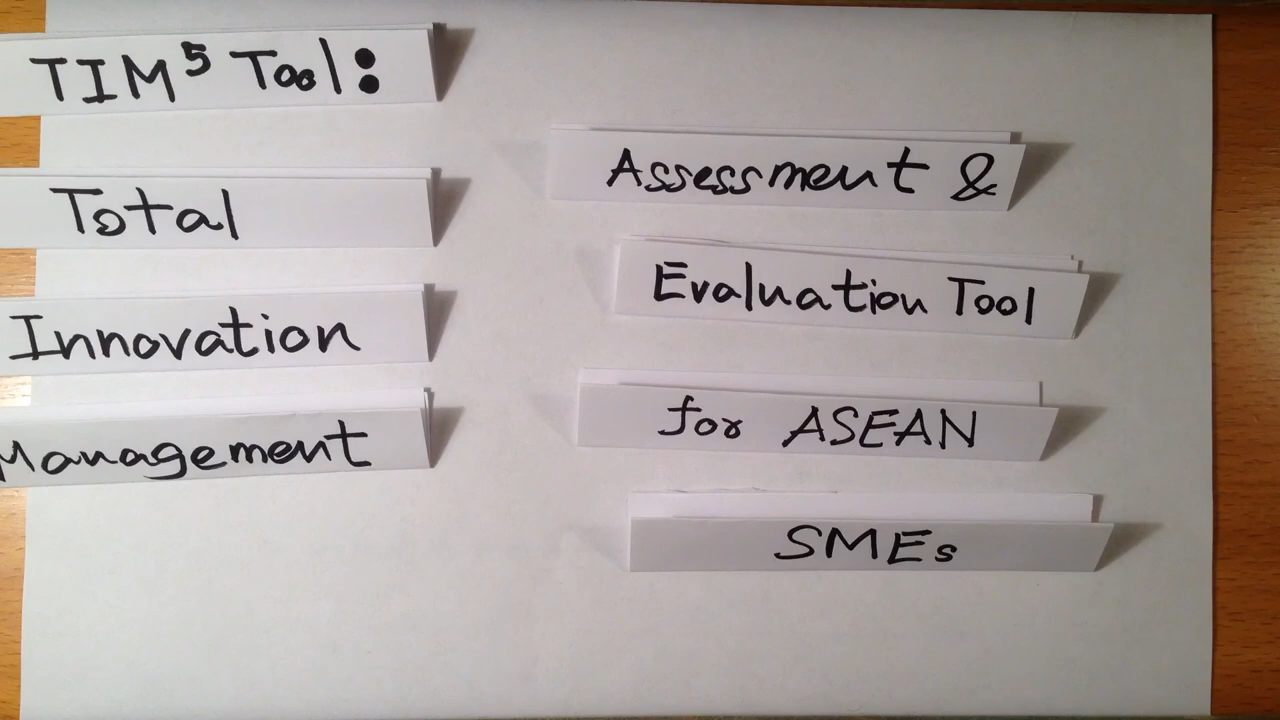 TIM⁵ Tool:
Total
Innovation
Management
Assessment &
Evaluation Tool
for ASEAN
SMEs